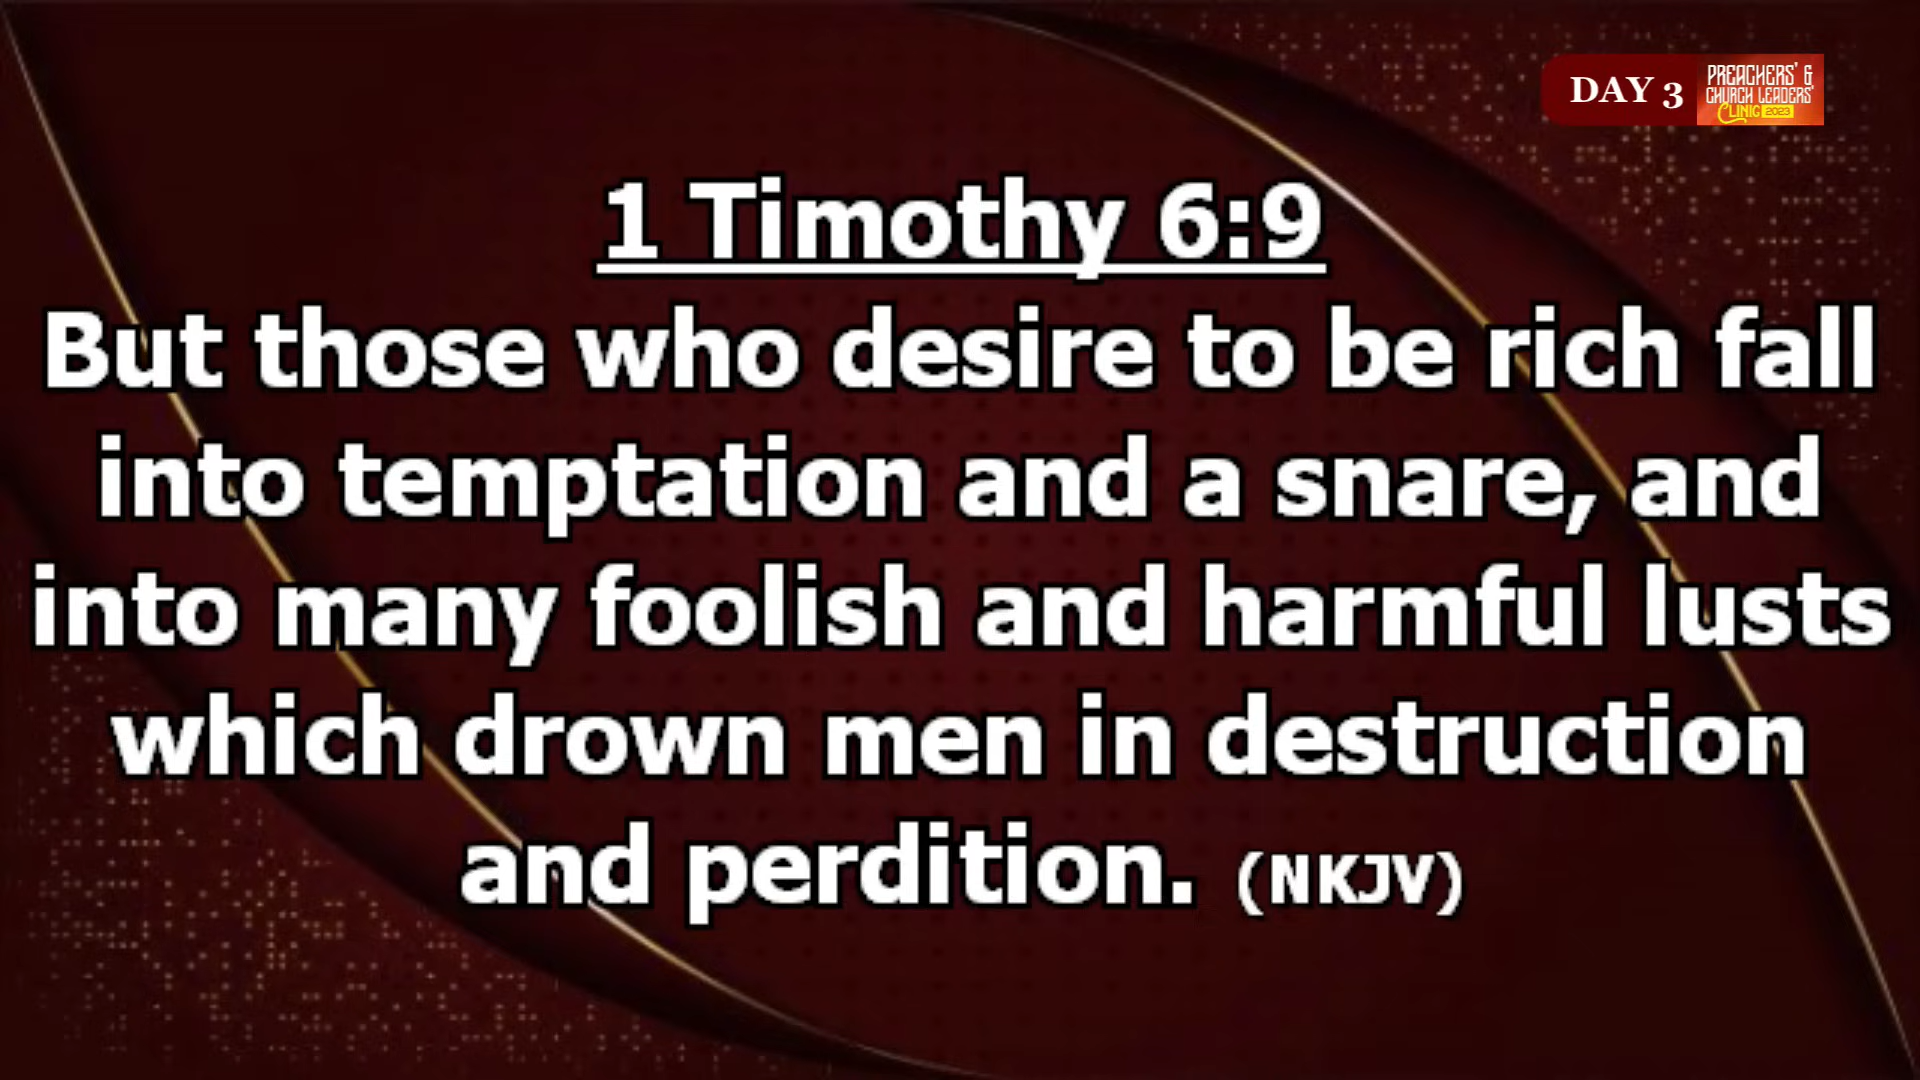 DAY 3
PREACHERS' &
CHURCH LEADERS'
CLINIC 2023
1 Timothy 6:9
But those who desire to be rich fall
into temptation and a snare, and
into many foolish and harmful lusts
which drown men in destruction
and perdition. (NKJV)